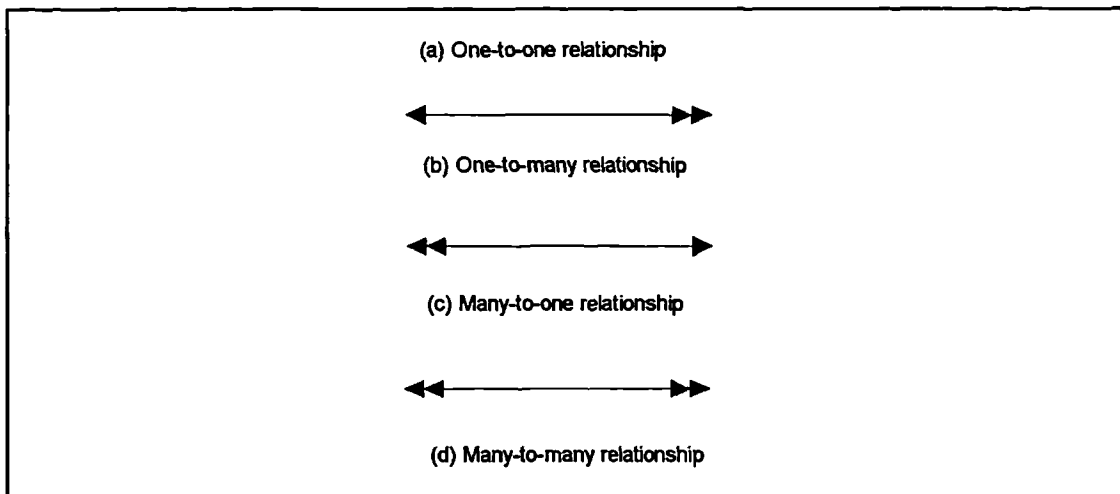 (a) One-to-one relationship
(b) One-to-many relationship
(c) Many-to-one relationship
(d) Many-to-many relationship